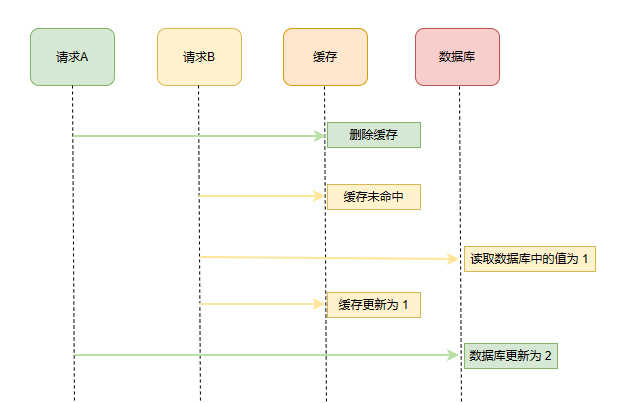 请求A
请求B
缓存
数据库
删除缓存
缓存未命中
读取数据库中的值为 1
缓存更新为 1
数据库更新为 2